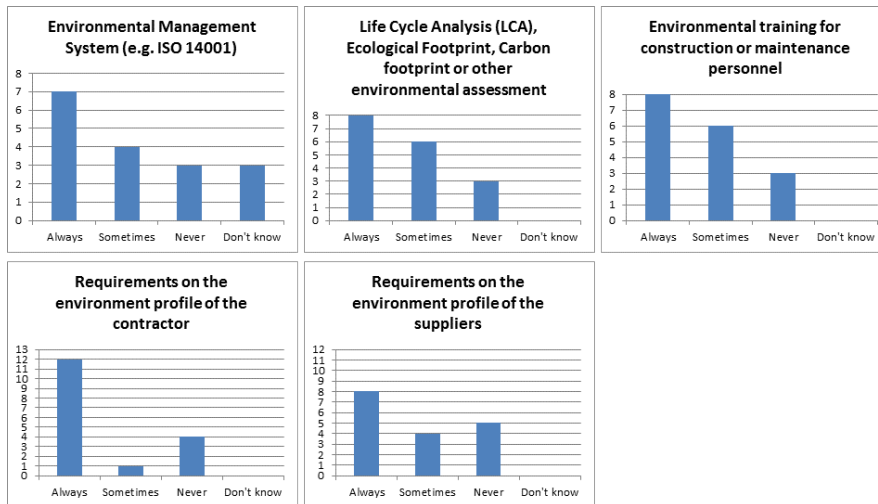 Environmental Management
System (e.g. ISO 14001)
8
7
6
5
4
3
2
1
0
Always Sometimes Never Don't know
Life Cycle Analysis (LCA),
Ecological Footprint, Carbon
footprint or other
environmental assessment
8
7
6
5
4
3
2
1
0
Always Sometimes Never Don't know
Environmental training for
construction or maintenance
personnel
8
7
6
5
4
3
2
1
0
Always Sometimes Never Don't know
Requirements on the
environment profile of the
contractor
13
12
11
10
9
8
7
6
5
4
3
2
1
0
Always Sometimes Never Don't know
Requirements on the
environment profile of the
suppliers
12
11
10
9
8
7
6
5
4
3
2
1
0
Always Sometimes Never Don't know